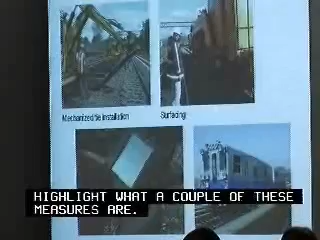 Mechanized tie installation
Surfacing
HIGHLIGHT WHAT A COUPLE OF THESE
MEASURES ARE.